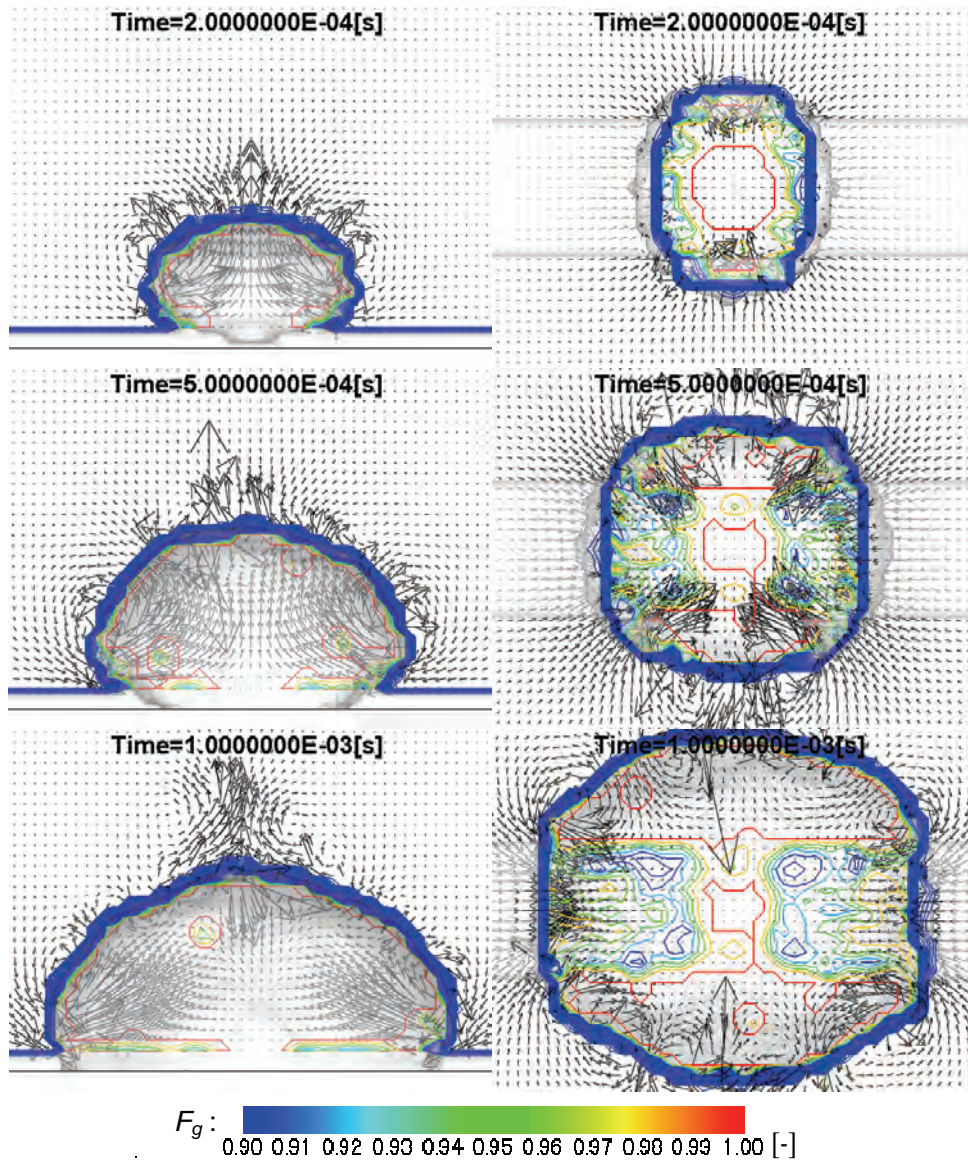 Time=2.0000000E-04[s]
Time=2.0000000E-04[s]
Time=5.0000000E-04[s]
Time=5.0000000E-04[s]
Time=1.0000000E-03[s]
Time=1.0000000E-03[s]
F_g :
0.90 0.91 0.92 0.93 0.94 0.95 0.96 0.97 0.98 0.99 1.00 [-]